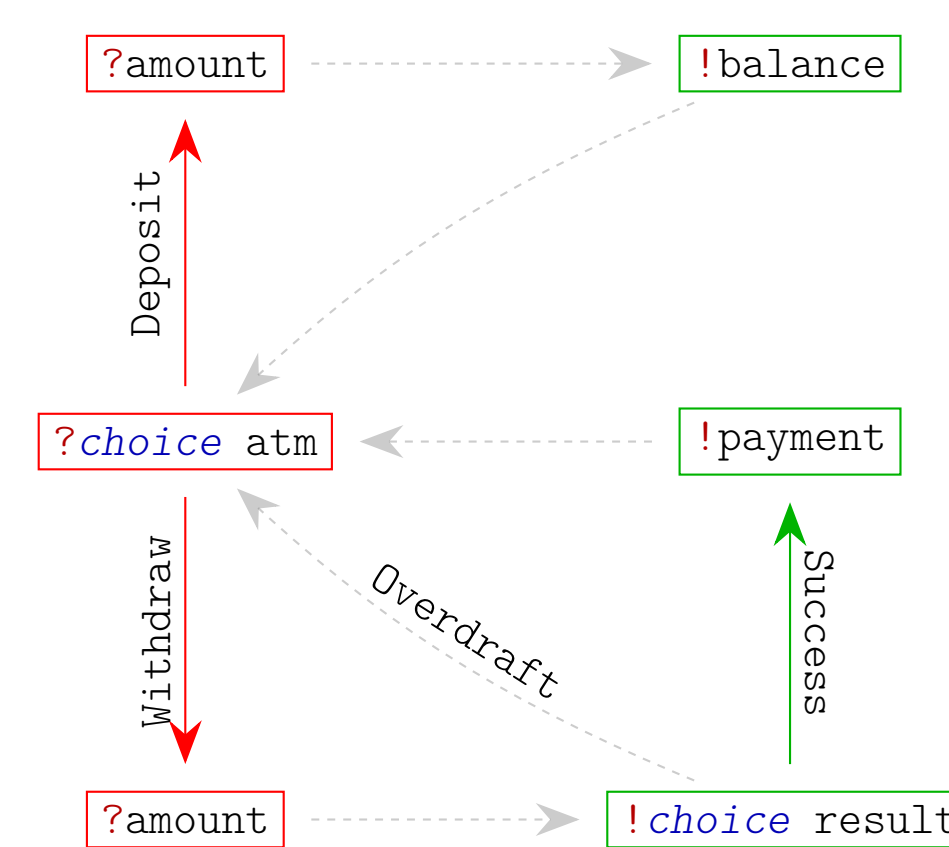 ?amount
!balance
Deposit
?choice atm
!payment
Withdraw
Overdraft
Success
?amount
!choice result